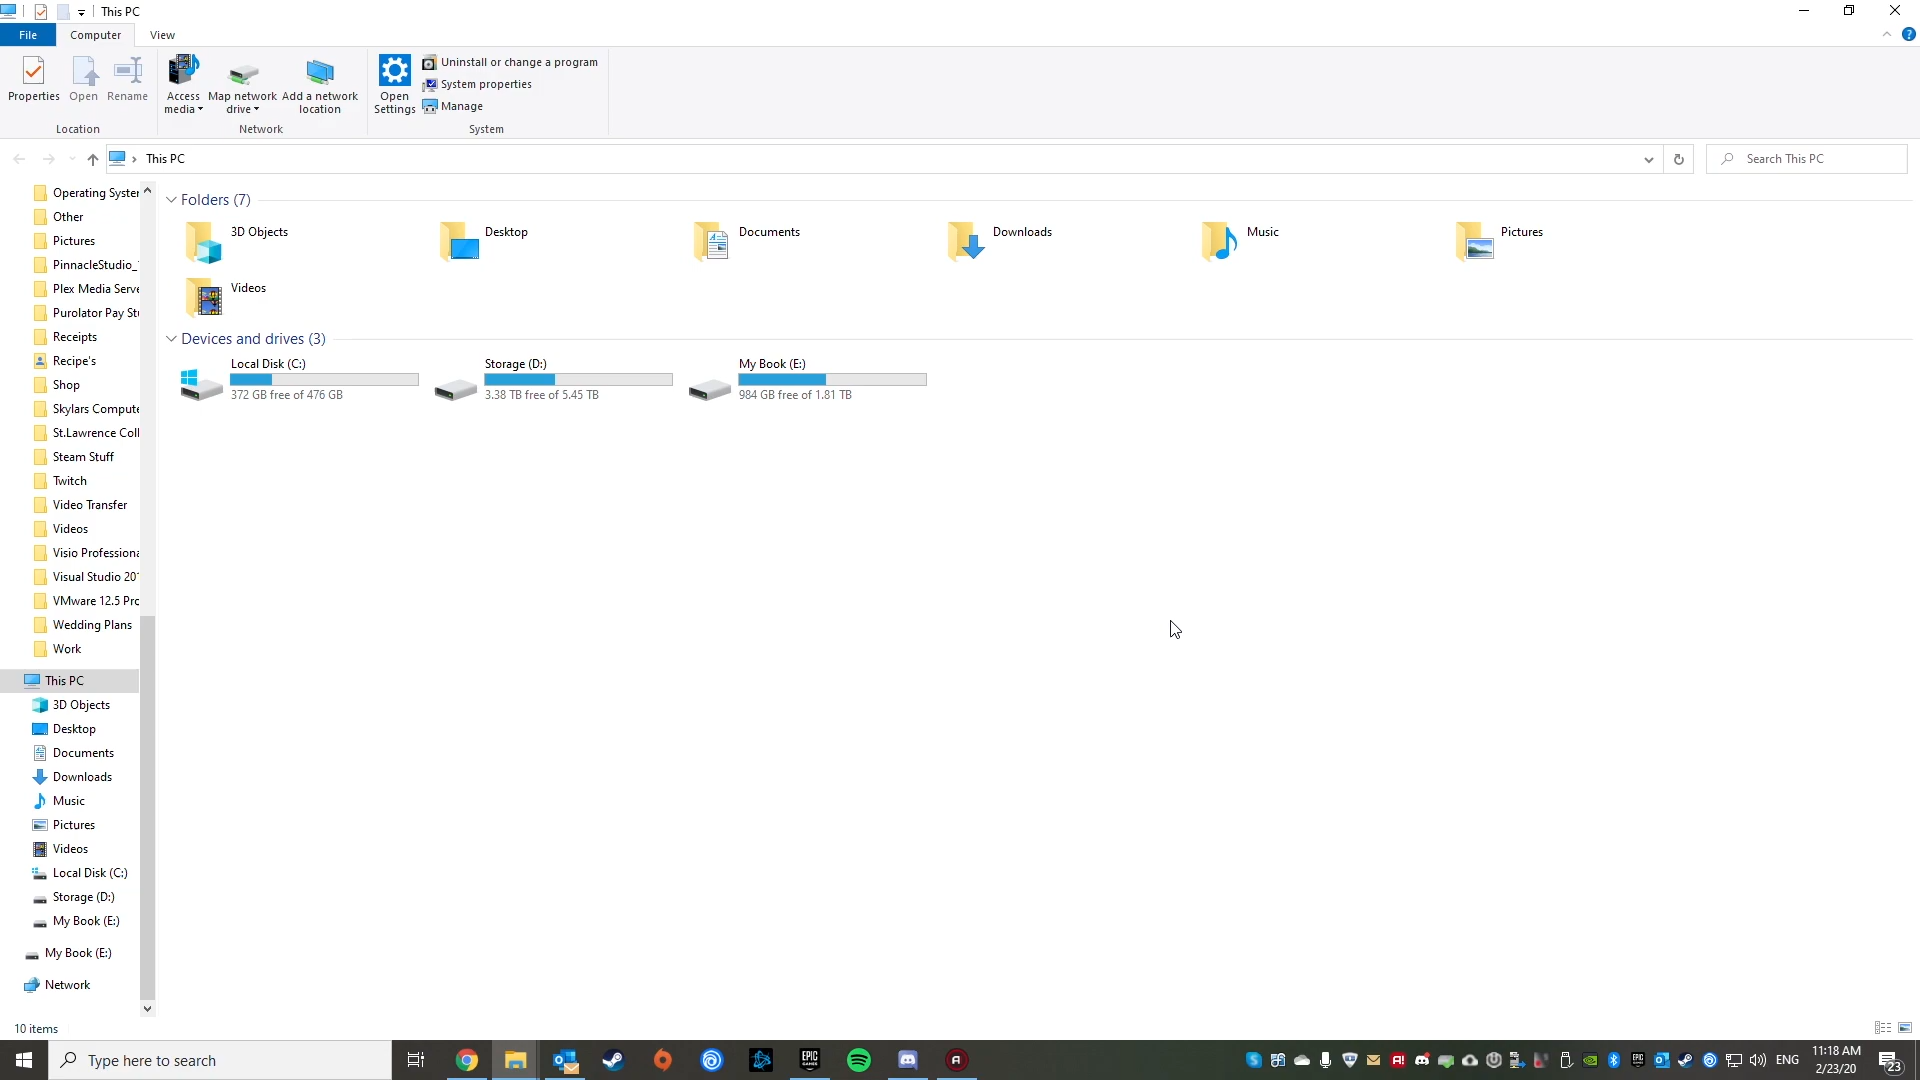 This PC
File
Computer
View
Properties
Open
Rename
Access media
Map network drive
Add a network location
Open Settings
Uninstall or change a program
System properties
Manage
Location
Network
System
This PC
Search This PC
Operating System
Other
Pictures
PinnacleStudio_
Plex Media Serve
Purolator Pay St
Receipts
Recipe's
Shop
Skylars Compute
St.Lawrence Coll
Steam Stuff
Twitch
Video Transfer
Videos
Visio Professiona
Visual Studio 201
VMware 12.5 Pro
Wedding Plans
Work
This PC
3D Objects
Desktop
Documents
Downloads
Music
Pictures
Videos
Local Disk (C:)
Storage (D:)
My Book (E:)
My Book (E:)
Network
Folders (7)
3D Objects
Desktop
Documents
Downloads
Music
Pictures
Videos
Devices and drives (3)
Local Disk (C:)
372 GB free of 476 GB
Storage (D:)
3.38 TB free of 5.45 TB
My Book (E:)
984 GB free of 1.81 TB
10 items
Type here to search
EPIC GAMES
ENG
11:18 AM
2/23/20
23